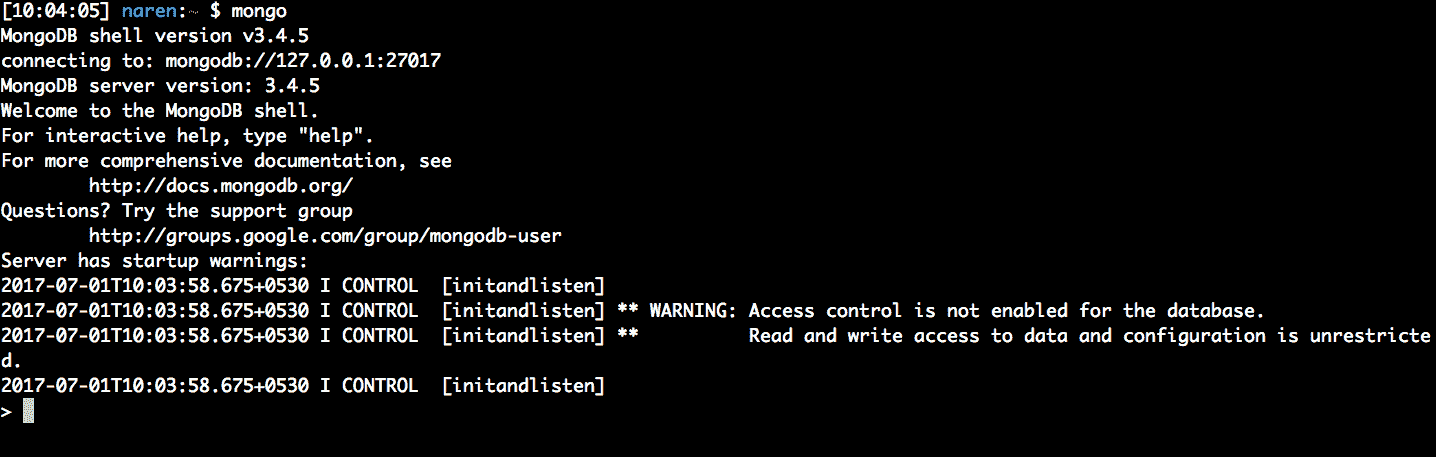 [10:04:05] naren:~ $ mongo
MongoDB shell version v3.4.5
connecting to: mongodb://127.0.0.1:27017
MongoDB server version: 3.4.5
Welcome to the MongoDB shell.
For interactive help, type "help".
For more comprehensive documentation, see
        http://docs.mongodb.org/
Questions? Try the support group
        http://groups.google.com/group/mongodb-user
Server has startup warnings:
2017-07-01T10:03:58.675+0530 I CONTROL  [initandlisten]
2017-07-01T10:03:58.675+0530 I CONTROL  [initandlisten] ** WARNING: Access control is not enabled for the database.
2017-07-01T10:03:58.675+0530 I CONTROL  [initandlisten] **          Read and write access to data and configuration is unrestricte
d.
2017-07-01T10:03:58.675+0530 I CONTROL  [initandlisten]
>